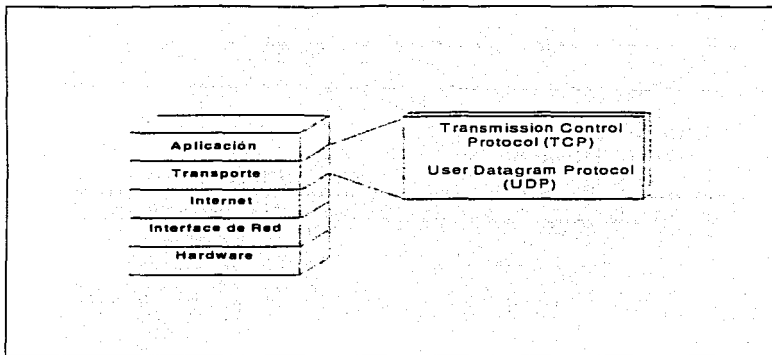 Aplicación
Transporte
Internet
Interface de Red
Hardware
Transmission Control
Protocol (TCP)
User Datagram Protocol
(UDP)